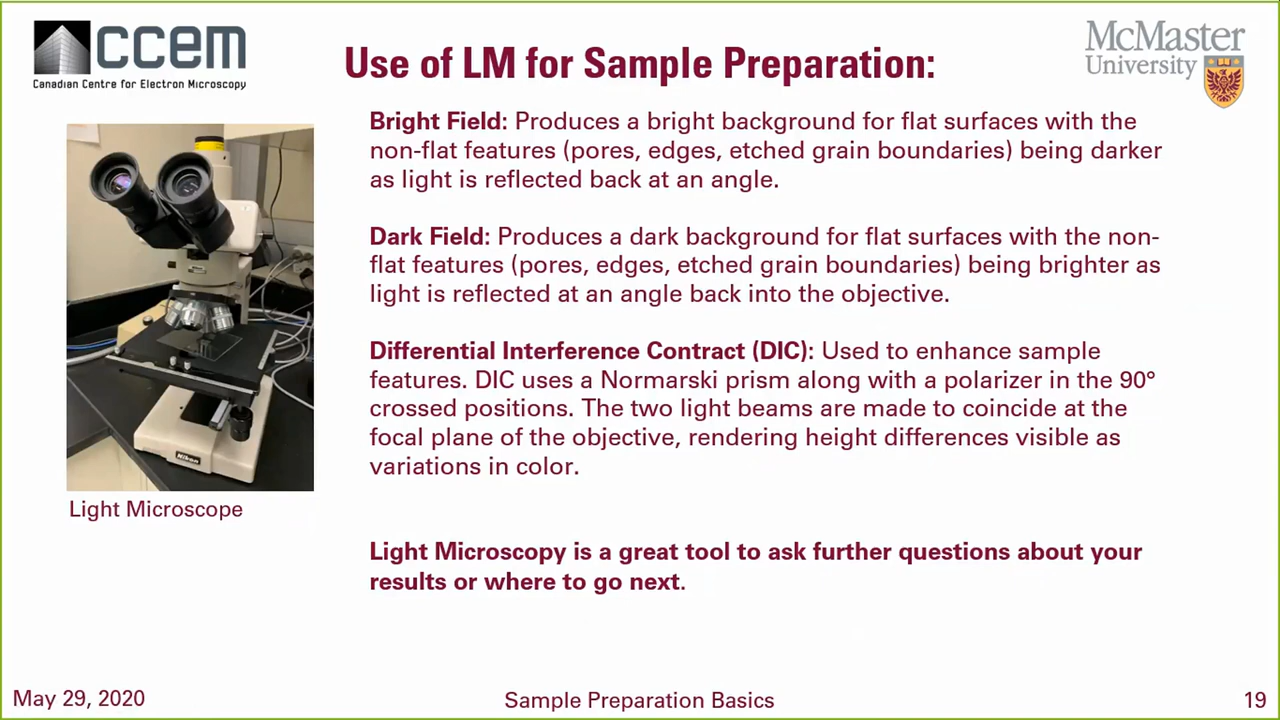 ccem
Canadian Centre for Electron Microscopy
Use of LM for Sample Preparation:
McMaster
University
Bright Field: Produces a bright background for flat surfaces with the
non-flat features (pores, edges, etched grain boundaries) being darker
as light is reflected back at an angle.
Dark Field: Produces a dark background for flat surfaces with the non-
flat features (pores, edges, etched grain boundaries) being brighter as
light is reflected at an angle back into the objective.
Differential Interference Contract (DIC): Used to enhance sample
features. DIC uses a Normarski prism along with a polarizer in the 90°
crossed positions. The two light beams are made to coincide at the
focal plane of the objective, rendering height differences visible as
variations in color.
Nikon
Light Microscope
Light Microscopy is a great tool to ask further questions about your
results or where to go next.
May 29, 2020
Sample Preparation Basics
19